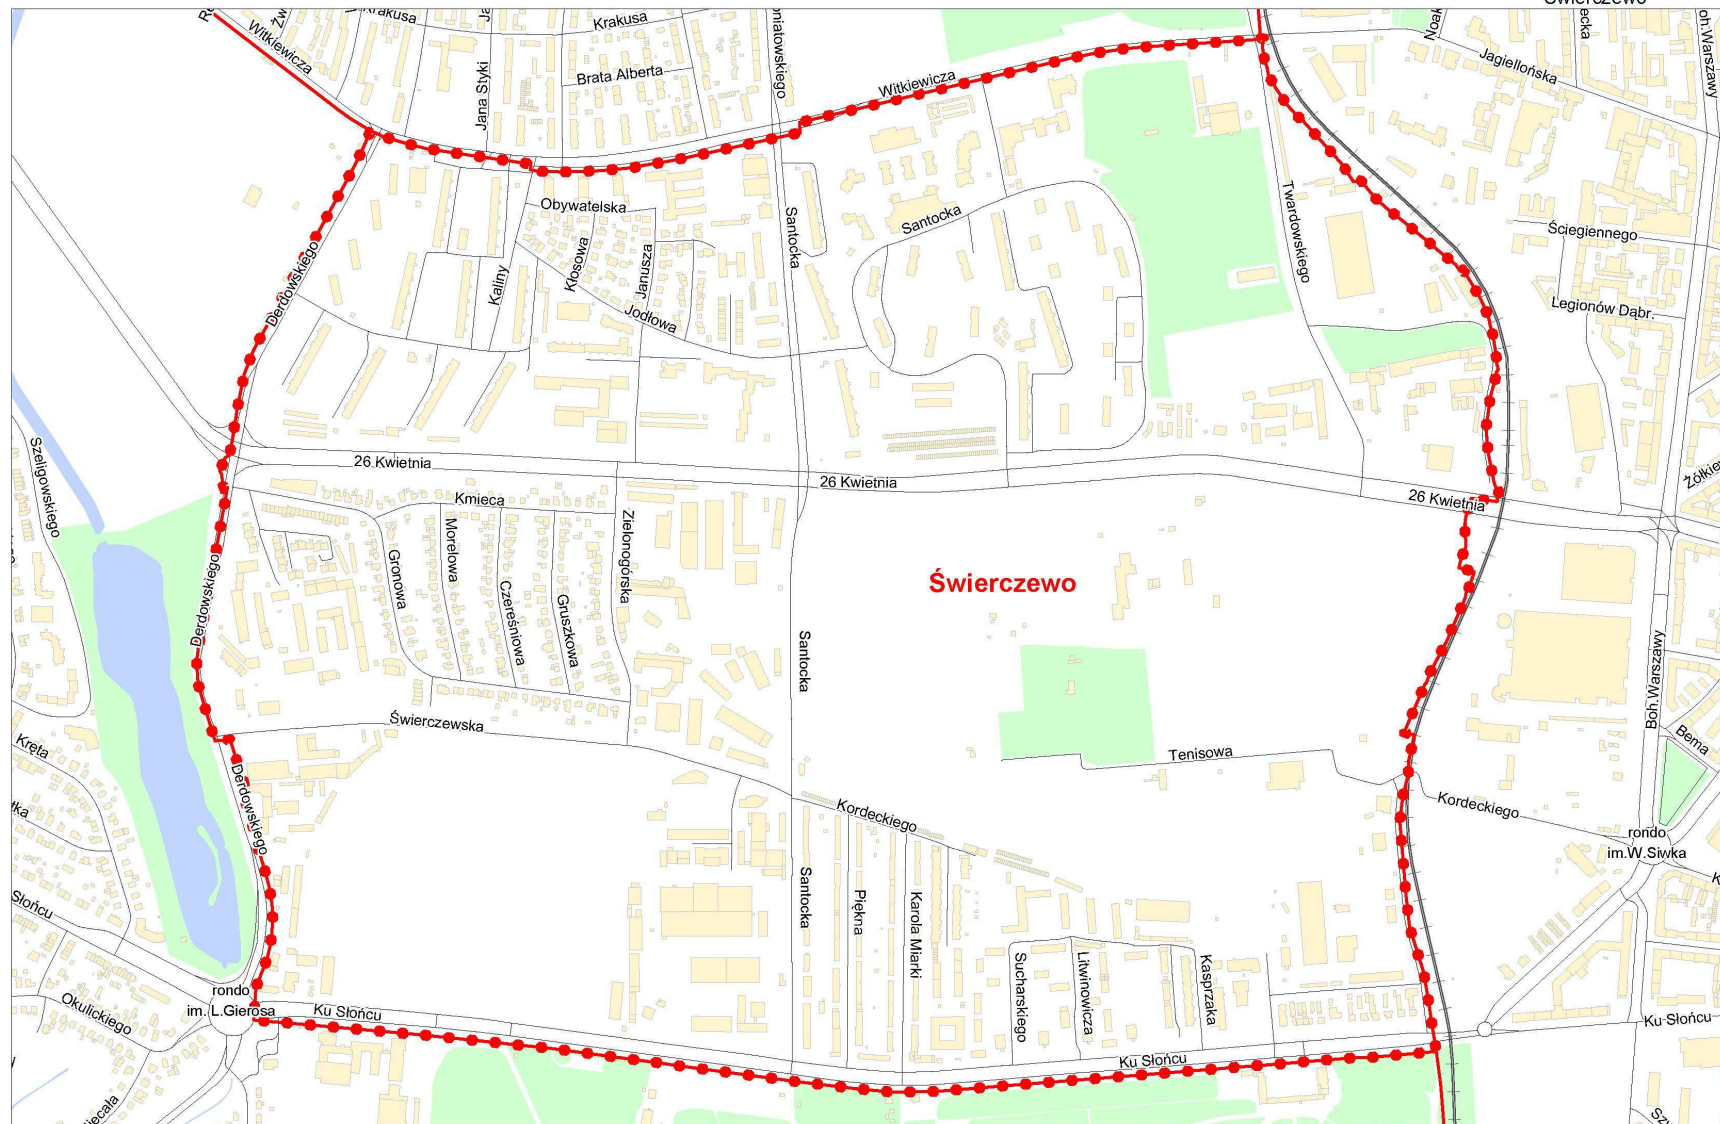 Świerczewo
Krakusa
Krakusa
Witkiewicza
Jana Styki
Brata Alberta
Witkiewicza
Jagiellońska
Boh.Warszawy
Obywatelska
Kłosowa
Janusza
Kaliny
Jodłowa
Santocka
Santocka
Twardowskiego
Ściegiennego
Legionów Dąbr.
Derdowskiego
26 Kwietnia
26 Kwietnia
26 Kwietnia
Szeligowskiego
Kmieca
Morelowa
Gronowa
Czereśniowa
Gruszkowa
Zielonogórska
Świerczewo
Derdowskiego
Santocka
Boh.Warszawy
Bema
Świerczewska
Kręta
Tenisowa
Derdowskiego
Kordeckiego
Kordeckiego
rondo
im.W.Siwka
Słońcu
Santocka
Piękna
Karola Miarki
Sucharskiego
Litwinowicza
Kasprzaka
rondo
im. L.Gierosa
Okulickiego
Ku Słońcu
Ku Słońcu
Ku Słońcu